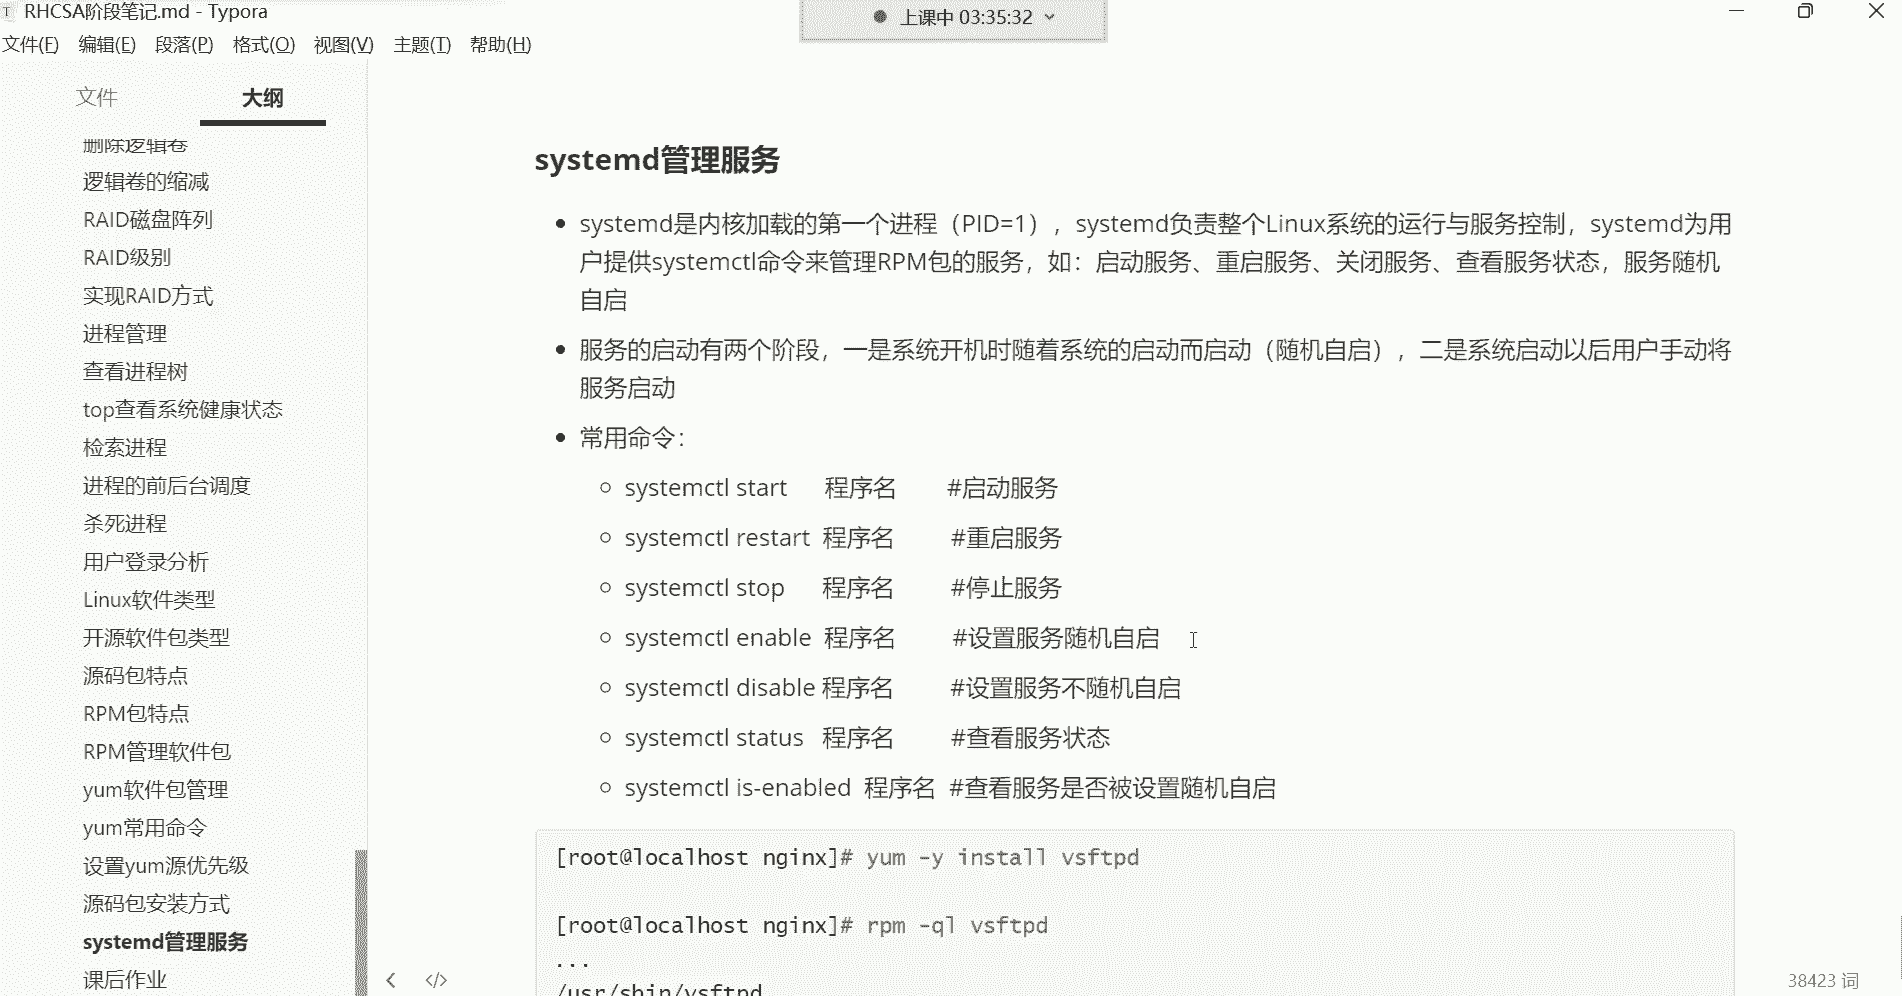 T RHCSA阶段笔记.md - Typora
上课中 03:35:32
文件(F) 编辑(E) 段落(P) 格式(O) 视图(V) 主题(T) 帮助(H)
文件 大纲
删除逻辑卷
逻辑卷的缩减
RAID磁盘阵列
RAID级别
实现RAID方式
进程管理
查看进程树
top查看系统健康状态
检索进程
进程的前后台调度
杀死进程
用户登录分析
Linux软件类型
开源软件包类型
源码包特点
RPM包特点
RPM管理软件包
yum软件包管理
yum常用命令
设置yum源优先级
源码包安装方式
systemd管理服务
课后作业
systemd管理服务
systemd是内核加载的第一个进程（PID=1），systemd负责整个Linux系统的运行与服务控制，systemd为用
户提供systemctl命令来管理RPM包的服务，如：启动服务、重启服务、关闭服务、查看服务状态，服务随机
自启
服务的启动有两个阶段，一是系统开机时随着系统的启动而启动（随机自启），二是系统启动以后用户手动将
服务启动
常用命令：
systemctl start 程序名 #启动服务
systemctl restart 程序名 #重启服务
systemctl stop 程序名 #停止服务
systemctl enable 程序名 #设置服务随机自启
systemctl disable 程序名 #设置服务不随机自启
systemctl status 程序名 #查看服务状态
systemctl is-enabled 程序名 #查看服务是否被设置随机自启
[root@localhost nginx]# yum -y install vsftpd
[root@localhost nginx]# rpm -ql vsftpd
...
/usr/sbin/vsftpd
38423 词